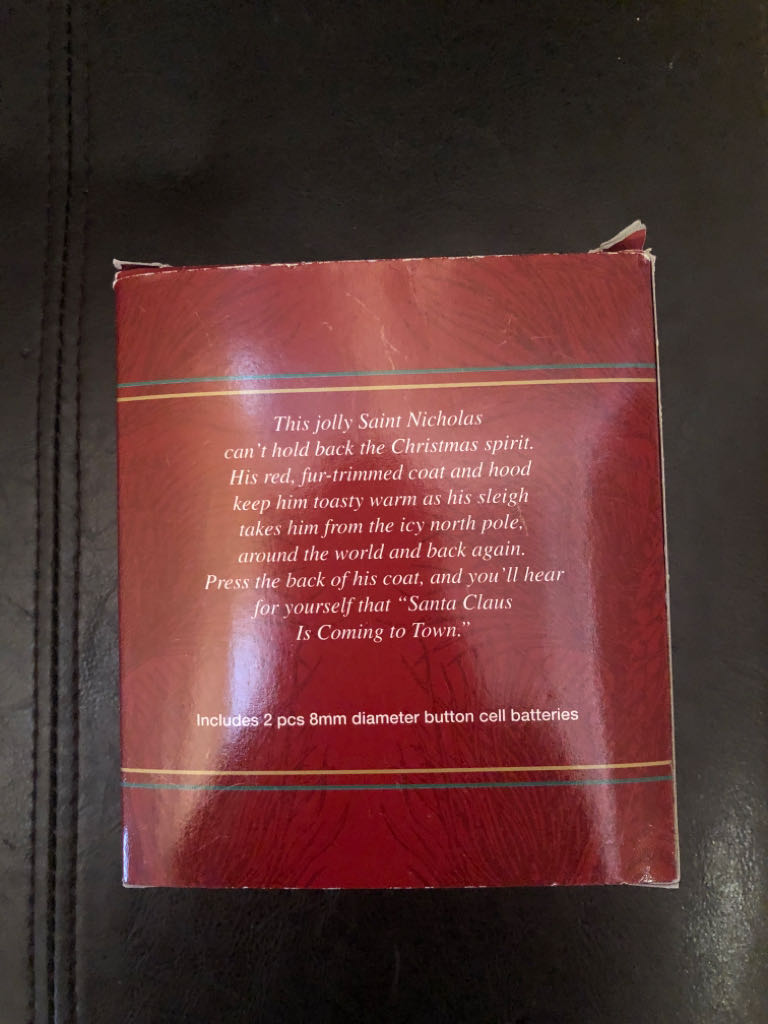 This jolly Saint Nicholas
can't hold back the Christmas spirit.
His red, fur-trimmed coat and hood
keep him toasty warm as his sleigh
takes him from the icy north pole,
around the world and back again.
Press the back of his coat, and you'll hear
for yourself that “Santa Claus
Is Coming to Town.”
Includes 2 pcs 8mm diameter button cell batteries